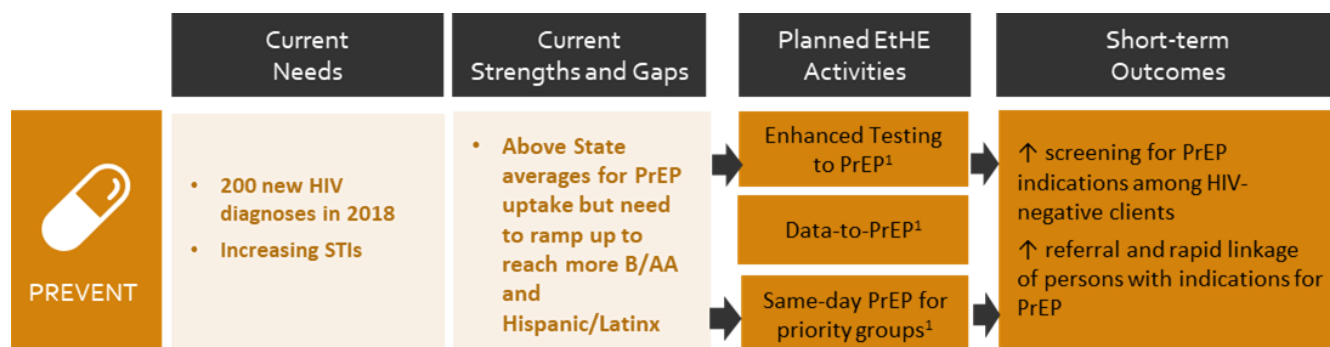 Current
Needs
Current
Strengths and Gaps
Planned EtHE
Activities
Short-term
Outcomes
PREVENT
• 200 new HIV
diagnoses in 2018
• Increasing STIs
• Above State
averages for PrEP
uptake but need
to ramp up to
reach more B/AA
and
Hispanic/Latinx
Enhanced Testing
to PrEP¹
Data-to-PrEP¹
Same-day PrEP for
priority groups¹
↑ screening for PrEP
indications among HIV-
negative clients
↑ referral and rapid linkage
of persons with indications for
PrEP